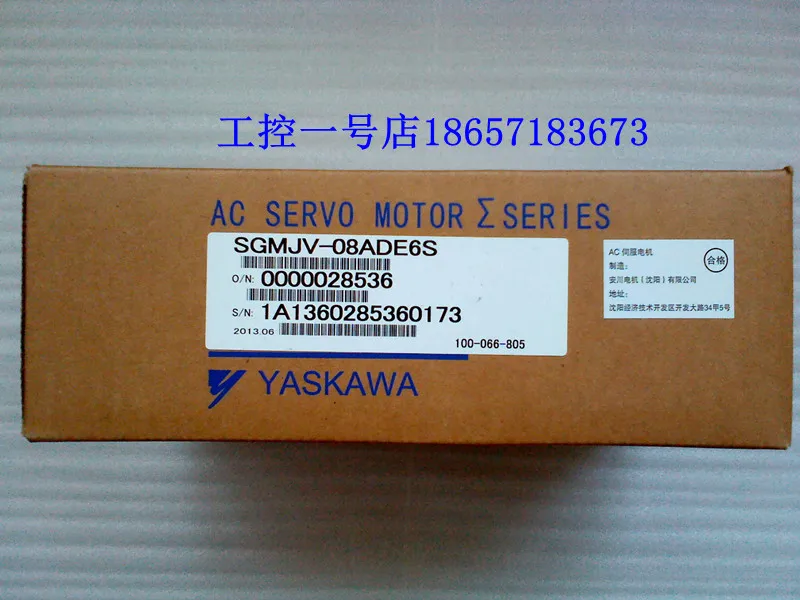 工控一号店18657183673
AC SERVO MOTOR Σ SERIES
SGMJV-08ADE6S
O/N: 0000028536
S/N: 1A1360285360173
2013.06
100-066-805
YASKAWA
AC 伺服电机
制造:
安川电机(沈阳)有限公司
地址:
沈阳经济技术开发区开发大路34甲5号
合格